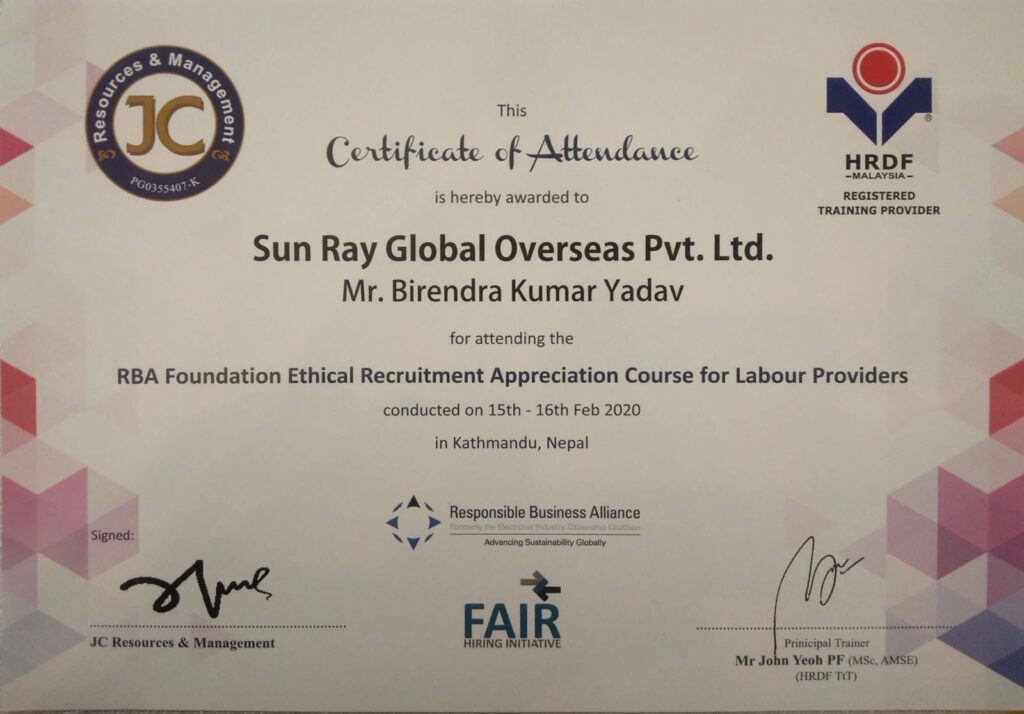 Resources & Management
JC
PG0355407-K
HRDF
MALAYSIA
REGISTERED
TRAINING PROVIDER
®
This
Certificate of Attendance
is hereby awarded to
Sun Ray Global Overseas Pvt. Ltd.
Mr. Birendra Kumar Yadav
for attending the
RBA Foundation Ethical Recruitment Appreciation Course for Labour Providers
conducted on 15th - 16th Feb 2020
in Kathmandu, Nepal
Responsible Business Alliance
Formerly the Electronic Industry Citizenship Coalition
Advancing Sustainability Globally
FAIR
HIRING INITIATIVE
Signed:
JC Resources & Management
Prinicipal Trainer
Mr John Yeoh PF (MSc, AMSE)
(HRDF TtT)